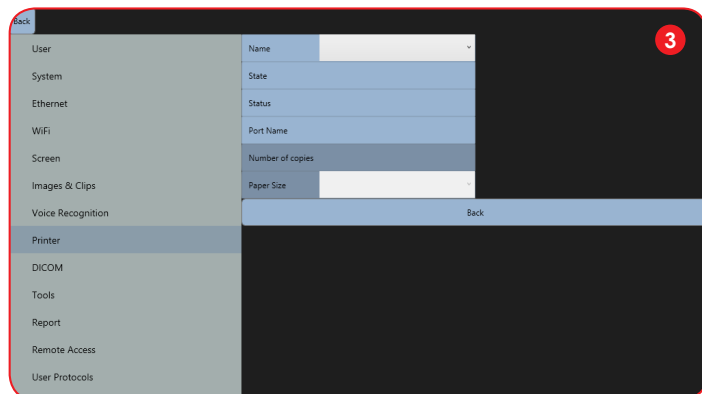 Back
3
User
System
Ethernet
WiFi
Screen
Images & Clips
Voice Recognition
Printer
DICOM
Tools
Report
Remote Access
User Protocols
Name
State
Status
Port Name
Number of copies
Paper Size
Back